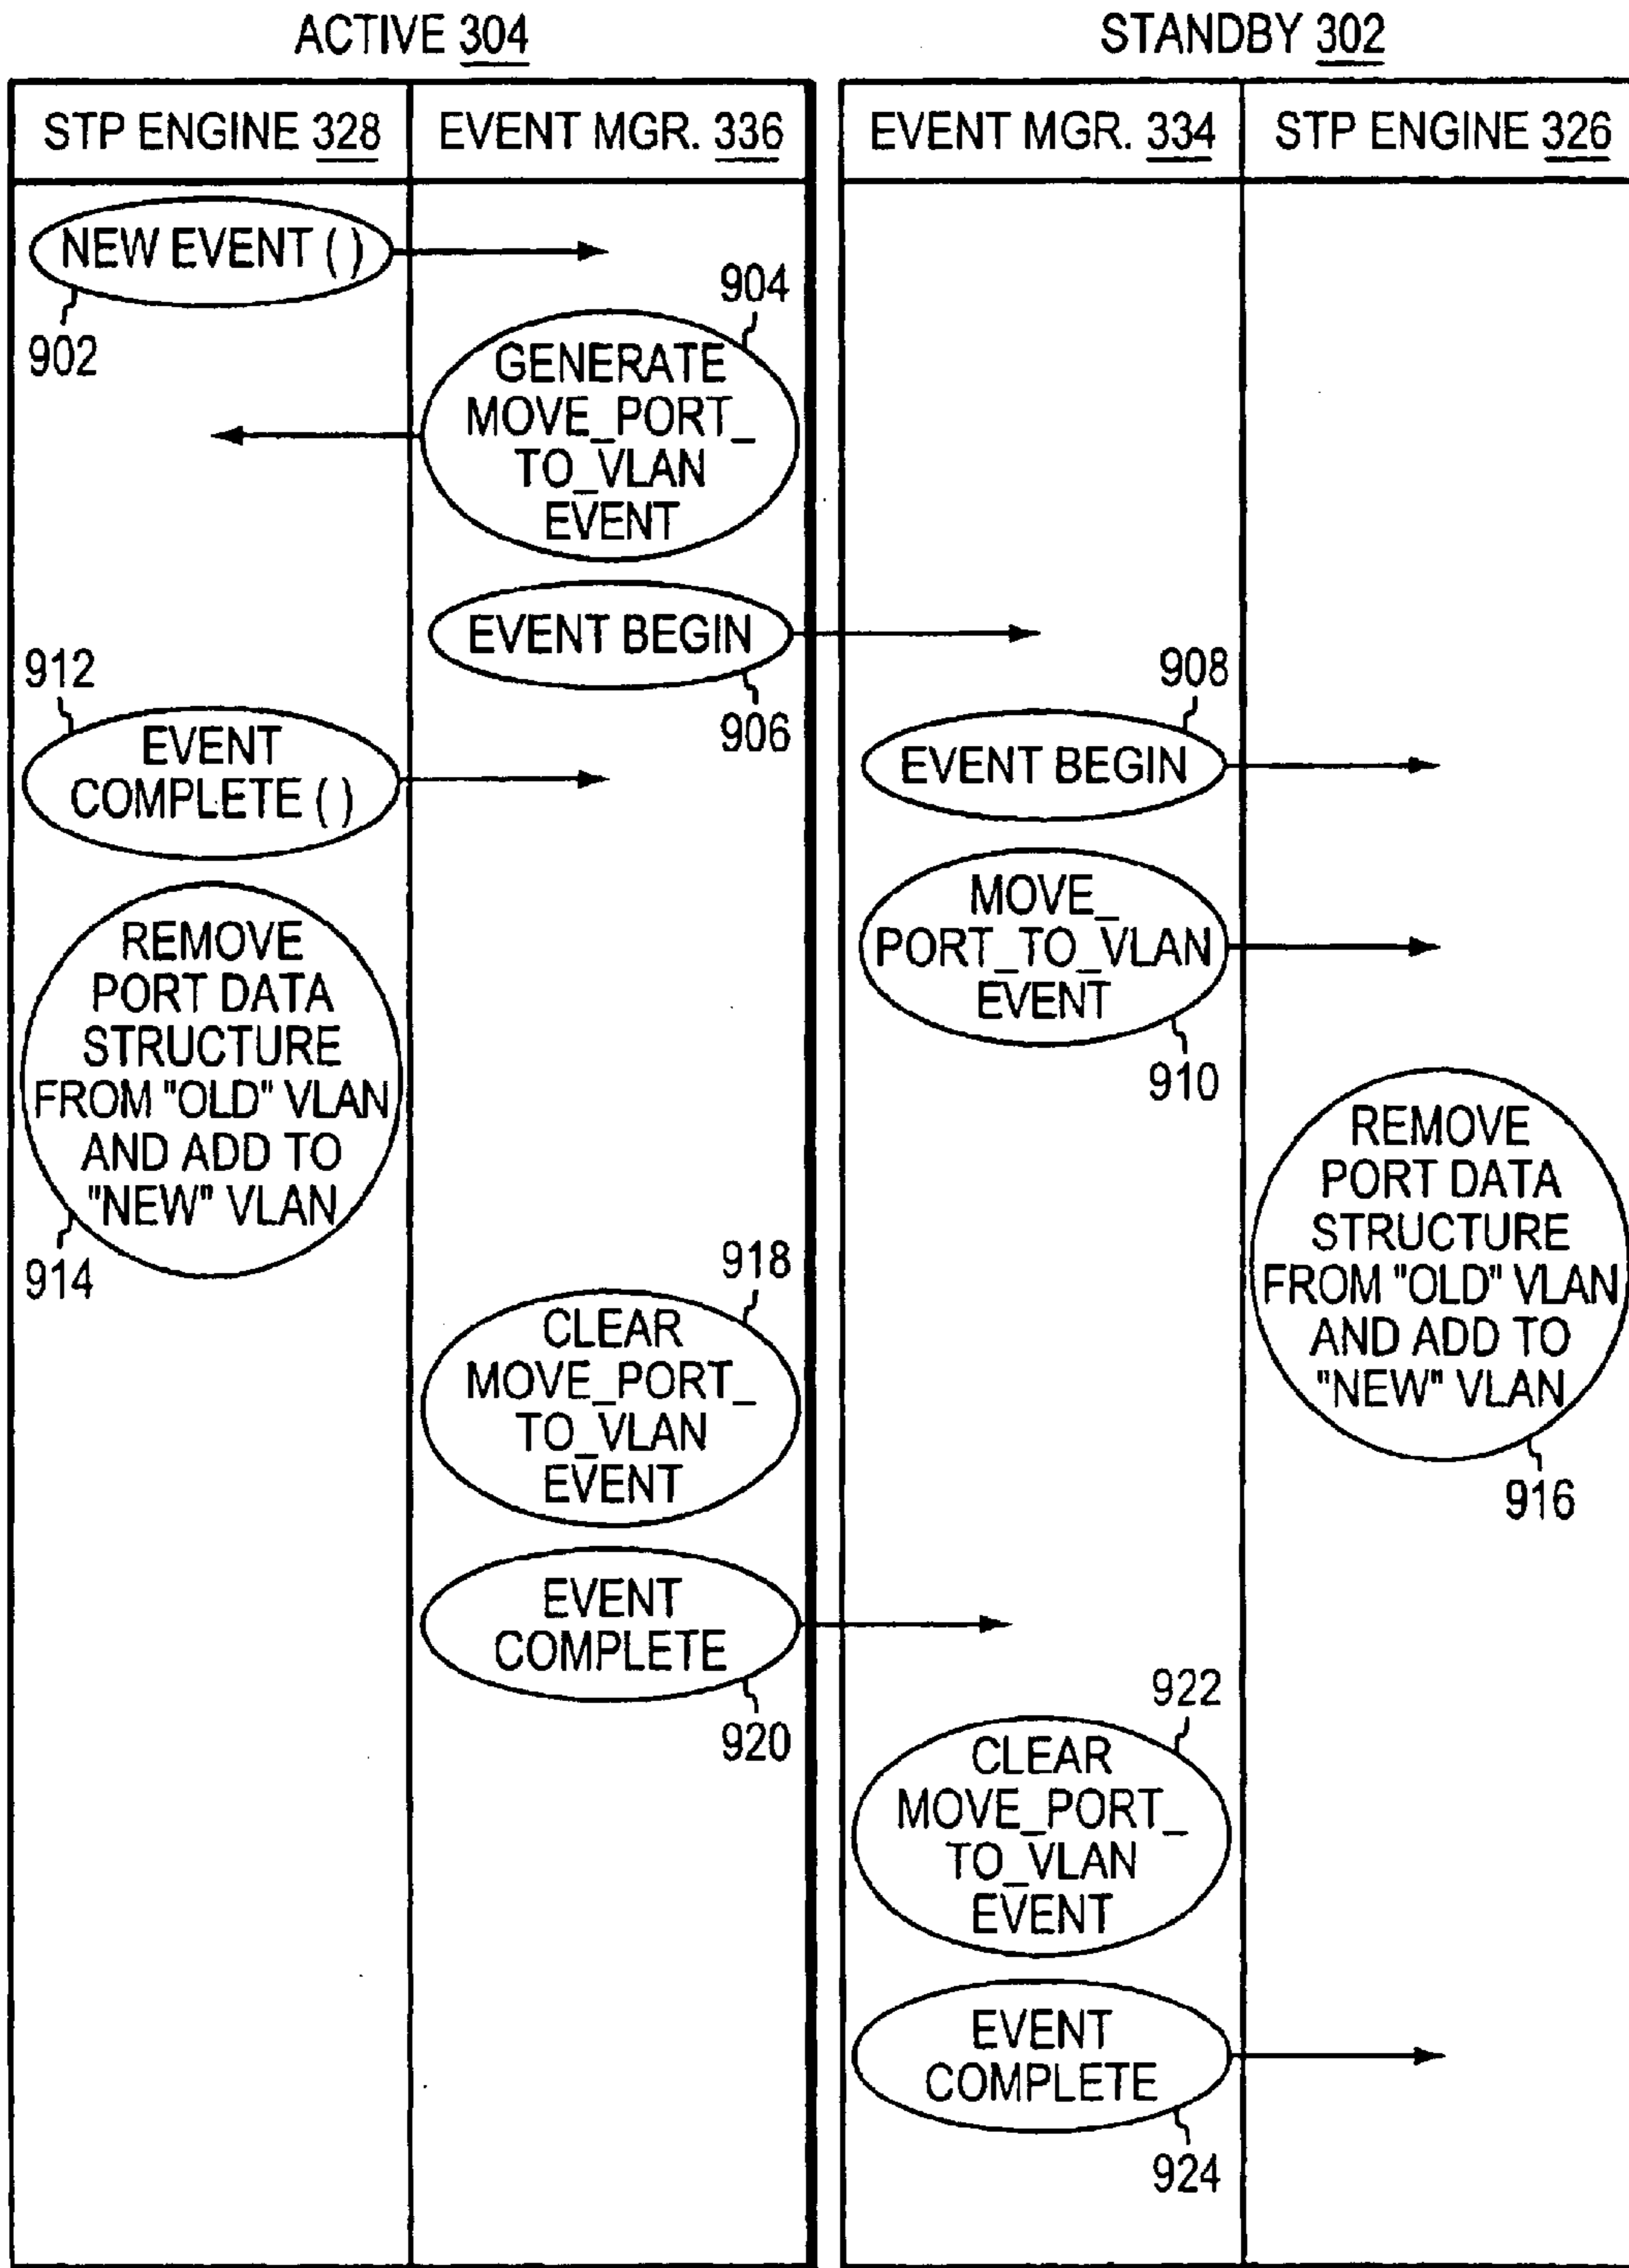 ACTIVE 304
STANDBY 302
STP ENGINE 328
EVENT MGR. 336
EVENT MGR. 334
STP ENGINE 326
NEW EVENT ( )
902
904
GENERATE
MOVE_PORT_
TO_VLAN
EVENT
EVENT BEGIN
906
908
EVENT BEGIN
912
EVENT
COMPLETE ( )
MOVE_
PORT_TO_VLAN
EVENT
910
REMOVE
PORT DATA
STRUCTURE
FROM "OLD" VLAN
AND ADD TO
"NEW" VLAN
914
REMOVE
PORT DATA
STRUCTURE
FROM "OLD" VLAN
AND ADD TO
"NEW" VLAN
916
918
CLEAR
MOVE_PORT_
TO_VLAN
EVENT
EVENT
COMPLETE
920
922
CLEAR
MOVE_PORT_
TO_VLAN
EVENT
EVENT
COMPLETE
924